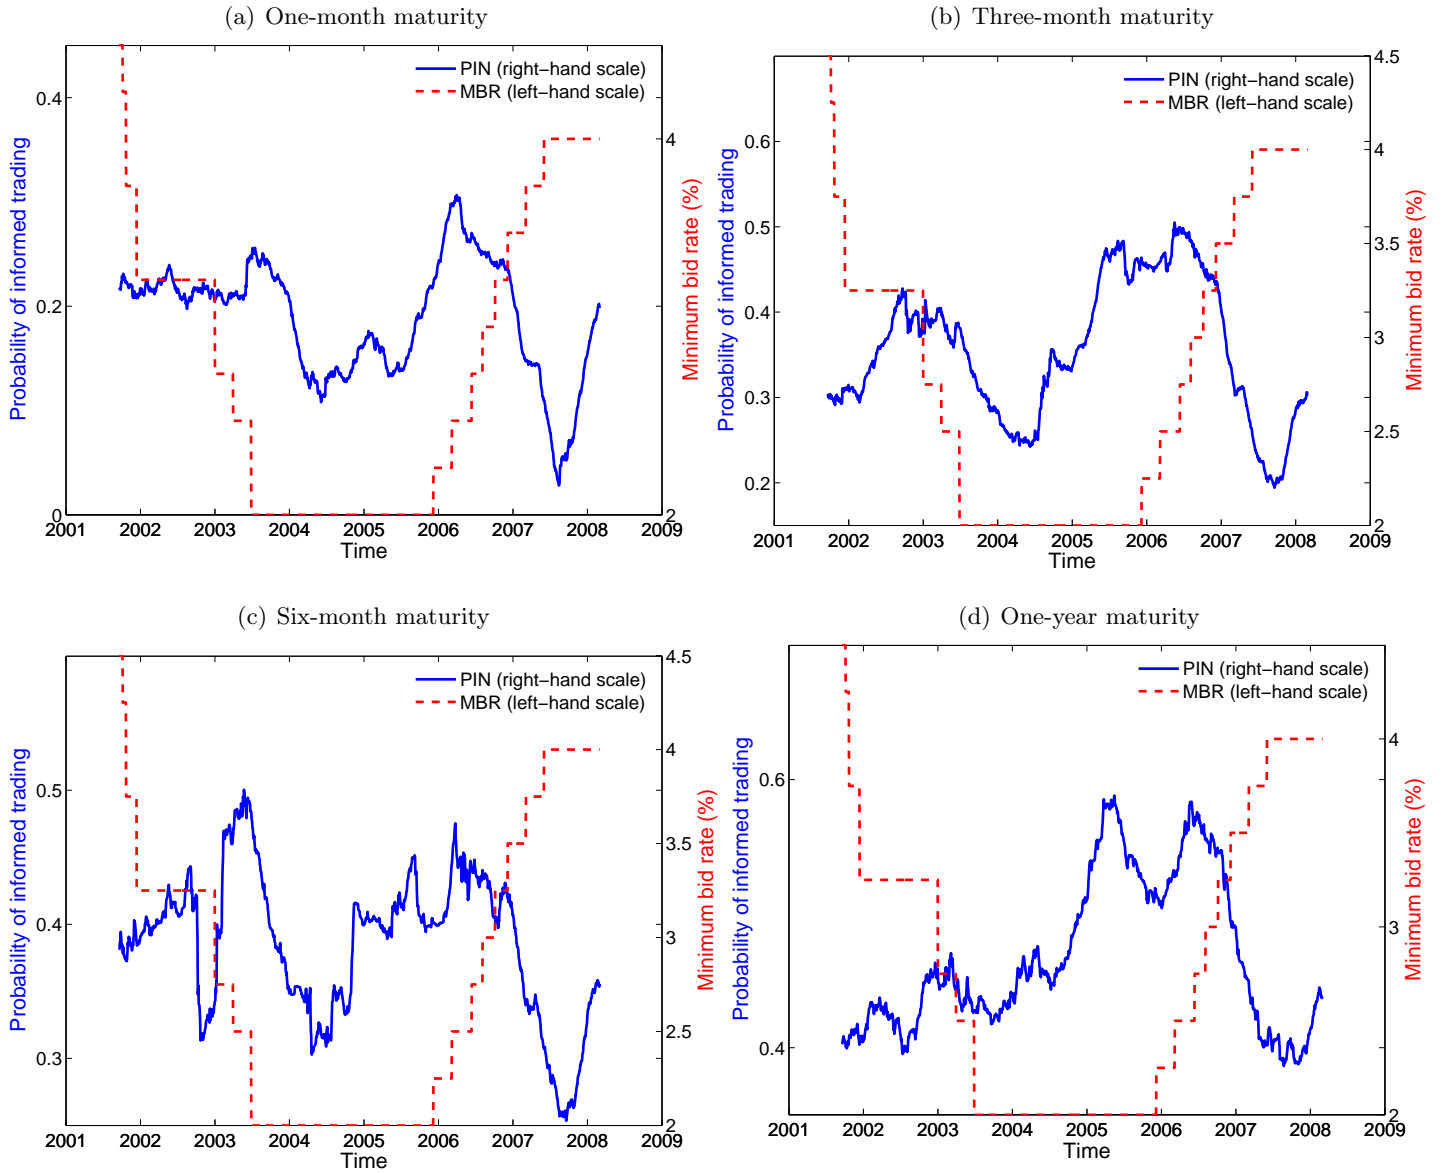 (a) One-month maturity
PIN (right-hand scale)
MBR (left-hand scale)
Probability of informed trading
Minimum bid rate (%)
0.4
0.2
0
4
2
2001 2002 2003 2004 2005 2006 2007 2008 2009
Time
(b) Three-month maturity
PIN (right-hand scale)
MBR (left-hand scale)
Probability of informed trading
Minimum bid rate (%)
0.6
0.5
0.4
0.3
0.2
4.5
4
3.5
3
2.5
2
2001 2002 2003 2004 2005 2006 2007 2008 2009
Time
(c) Six-month maturity
PIN (right-hand scale)
MBR (left-hand scale)
Probability of informed trading
Minimum bid rate (%)
0.5
0.4
0.3
4.5
4
3.5
3
2.5
2
2001 2002 2003 2004 2005 2006 2007 2008 2009
Time
(d) One-year maturity
PIN (right-hand scale)
MBR (left-hand scale)
Probability of informed trading
Minimum bid rate (%)
0.6
0.4
4
3
2
2001 2002 2003 2004 2005 2006 2007 2008 2009
Time